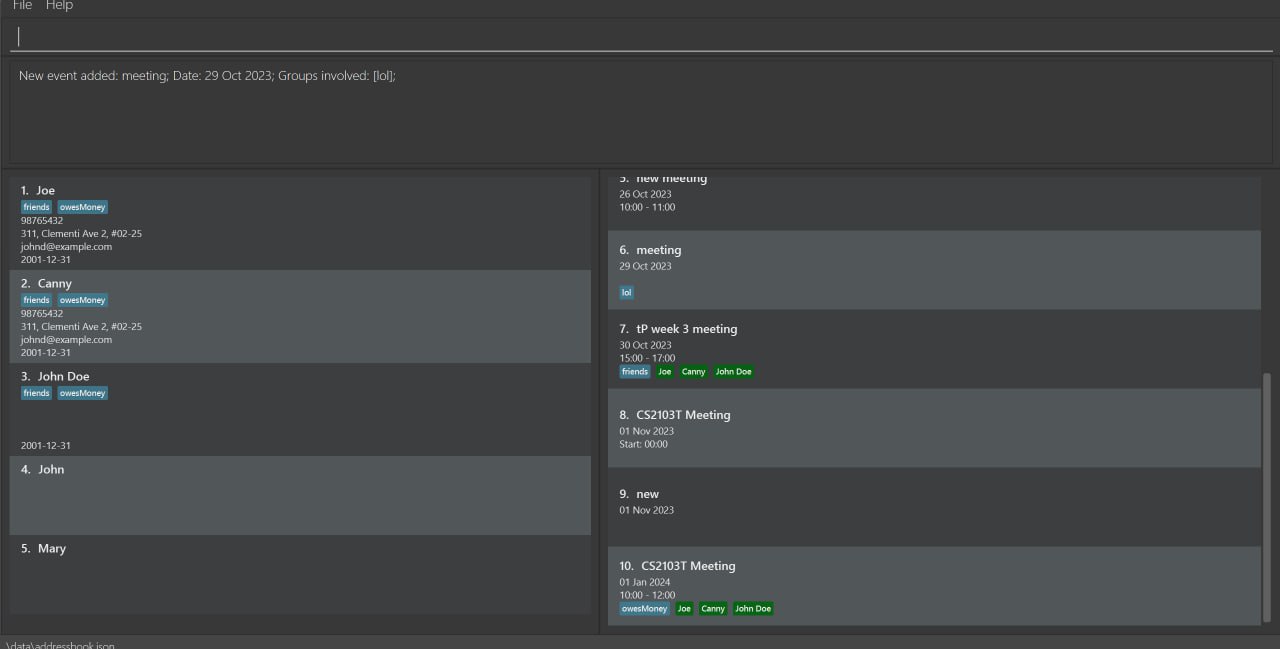 File Help
New event added: meeting; Date: 29 Oct 2023; Groups involved: [lol];
1. Joe
friends owesMoney
98765432
311, Clementi Ave 2, #02-25
johnd@example.com
2001-12-31
2. Canny
friends owesMoney
98765432
311, Clementi Ave 2, #02-25
johnd@example.com
2001-12-31
3. John Doe
friends owesMoney
2001-12-31
4. John
5. Mary
5. new meeting
26 Oct 2023
10:00 - 11:00
6. meeting
29 Oct 2023
lol
7. tP week 3 meeting
30 Oct 2023
15:00 - 17:00
friends Joe Canny John Doe
8. CS2103T Meeting
01 Nov 2023
Start: 00:00
9. new
01 Nov 2023
10. CS2103T Meeting
01 Jan 2024
10:00 - 12:00
owesMoney Joe Canny John Doe
\data\addressbook.json